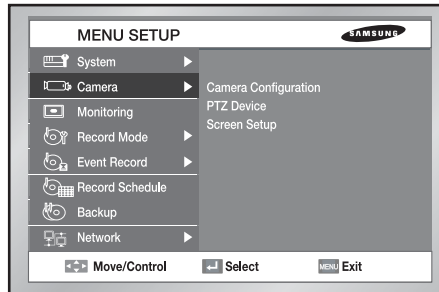 MENU SETUP
SAMSUNG
System
Camera
Camera Configuration
Monitoring
PTZ Device
Record Mode
Screen Setup
Event Record
Record Schedule
Backup
Network
Move/Control
Select
MENU Exit